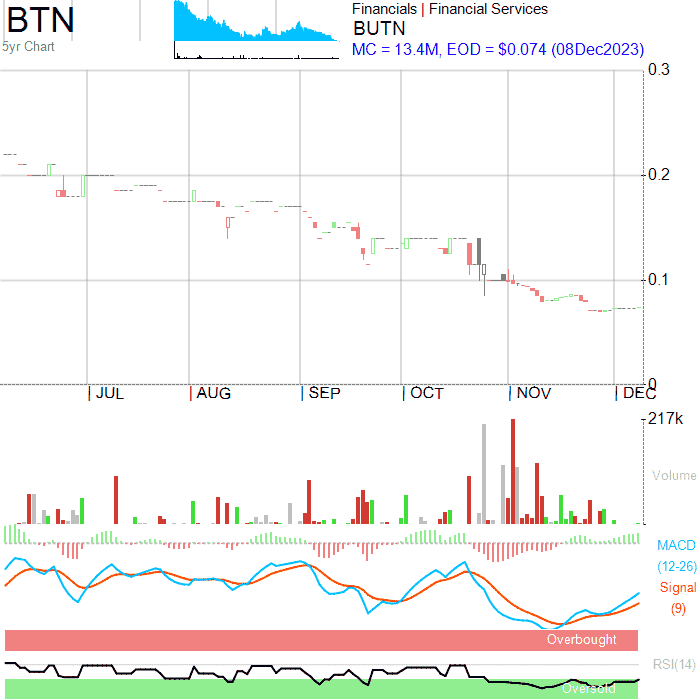 BTN
5yr Chart
Financials | Financial Services
BUTN
MC = 13.4M, EOD = $0.074 (08Dec2023)
0.3
0.2
0.1
0
JUL AUG SEP OCT NOV DEC
217k
Volume
MACD
(12-26)
Signal
(9)
Overbought
RSI(14)
Oversold